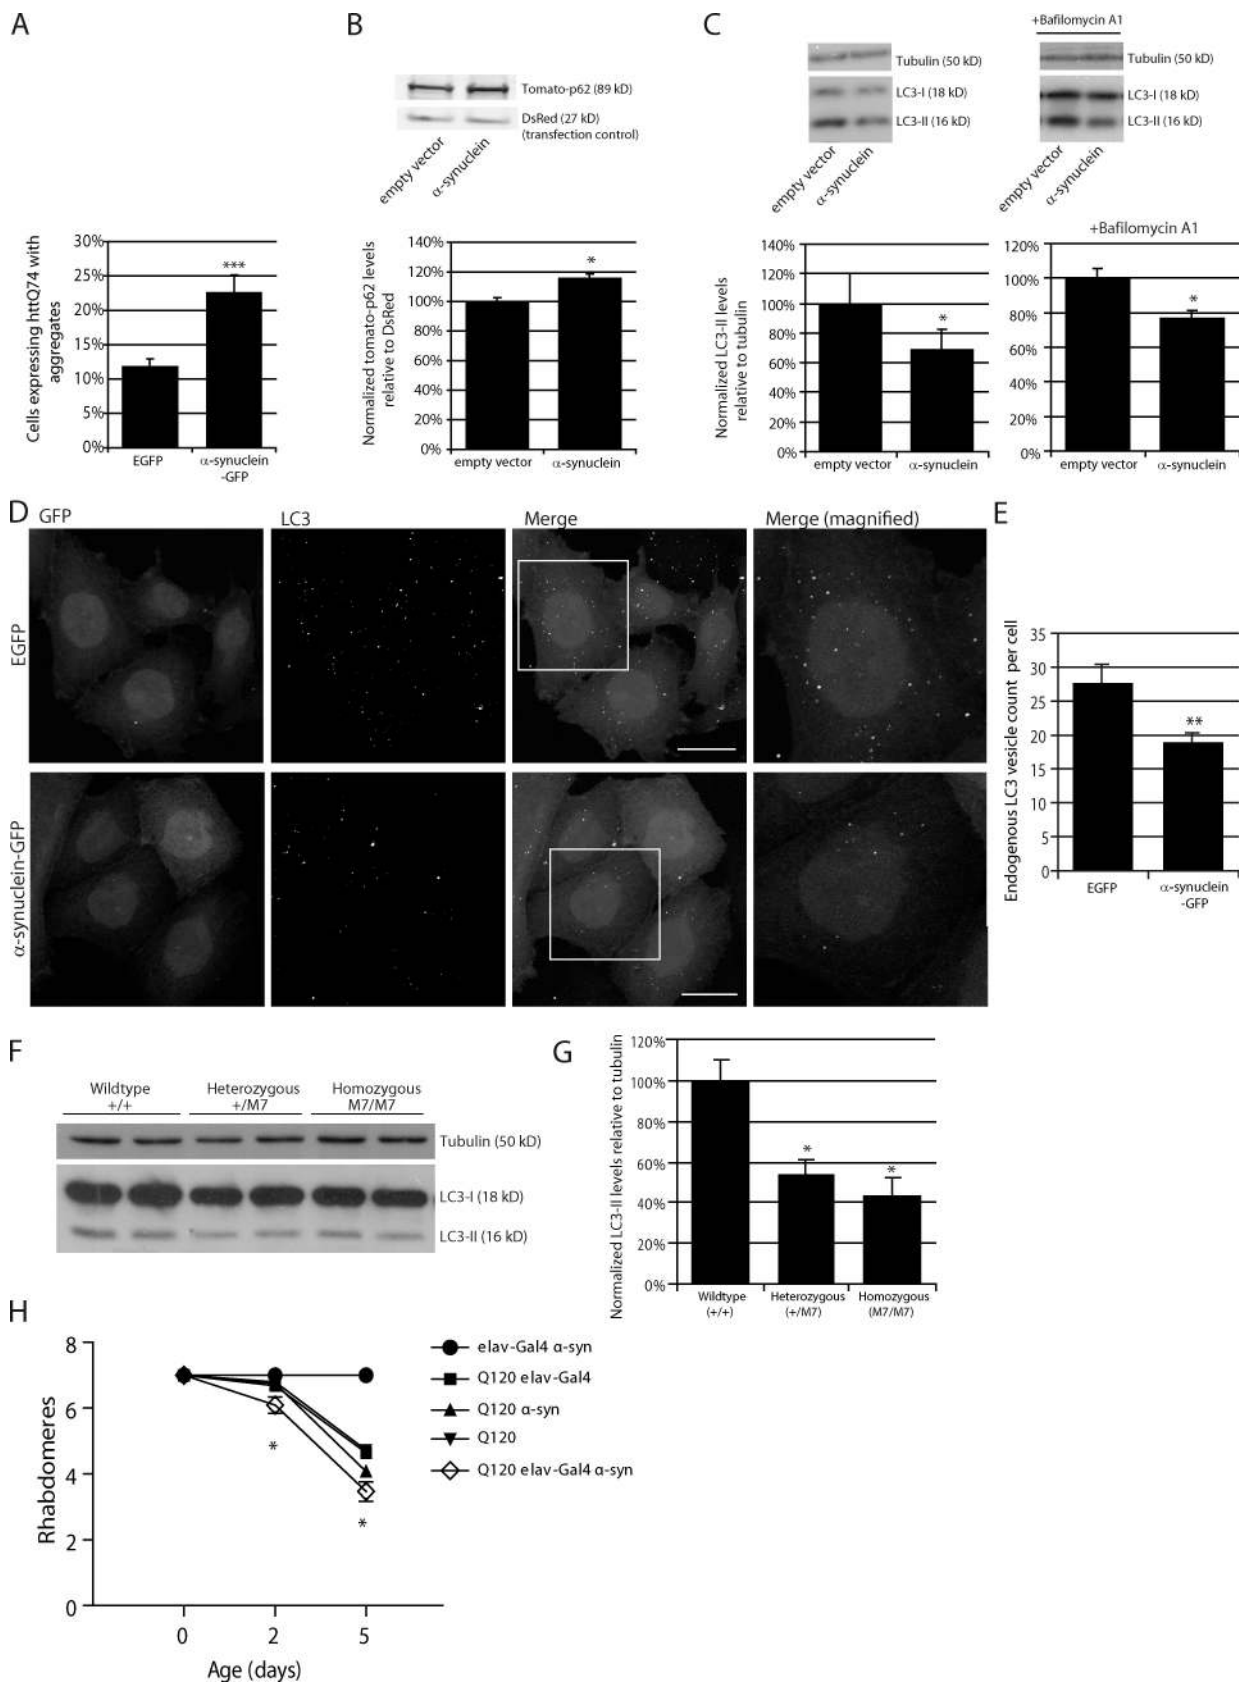 A
Cells expressing httQ74 with
aggregates
30%
25%
20%
15%
10%
5%
0%
***
EGFP
α-synuclein
-GFP
B
Tomato-p62 (89 kD)
DsRed (27 kD)
(transfection control)
empty vector
α-synuclein
Normalized tomato-p62 levels
relative to DsRed
140%
120%
100%
80%
60%
40%
20%
0%
*
empty vector
α-synuclein
C
Tubulin (50 kD)
LC3-I (18 kD)
LC3-II (16 kD)
empty vector
α-synuclein
+Bafilomycin A1
Tubulin (50 kD)
LC3-I (18 kD)
LC3-II (16 kD)
empty vector
α-synuclein
Normalized LC3-II levels
relative to tubulin
140%
120%
100%
80%
60%
40%
20%
0%
*
empty vector
α-synuclein
+Bafilomycin A1
120%
100%
80%
60%
40%
20%
0%
*
empty vector
α-synuclein
D
GFP
LC3
Merge
Merge (magnified)
EGFP
α-synuclein-GFP
E
Endogenous LC3 vesicle count per cell
35
30
25
20
15
10
5
0
**
EGFP
α-synuclein
-GFP
F
Wildtype
+/+
Heterozygous
+/M7
Homozygous
M7/M7
Tubulin (50 kD)
LC3-I (18 kD)
LC3-II (16 kD)
G
Normalized LC3-II levels relative to tubulin
120%
100%
80%
60%
40%
20%
0%
*
*
Wildtype
(+/+)
Heterozygous
(+/M7)
Homozygous
(M7/M7)
H
Rhabdomeres
8
6
4
2
0
*
*
0
2
5
Age (days)
elav-Gal4 α-syn
Q120 elav-Gal4
Q120 α-syn
Q120
Q120 elav-Gal4 α-syn